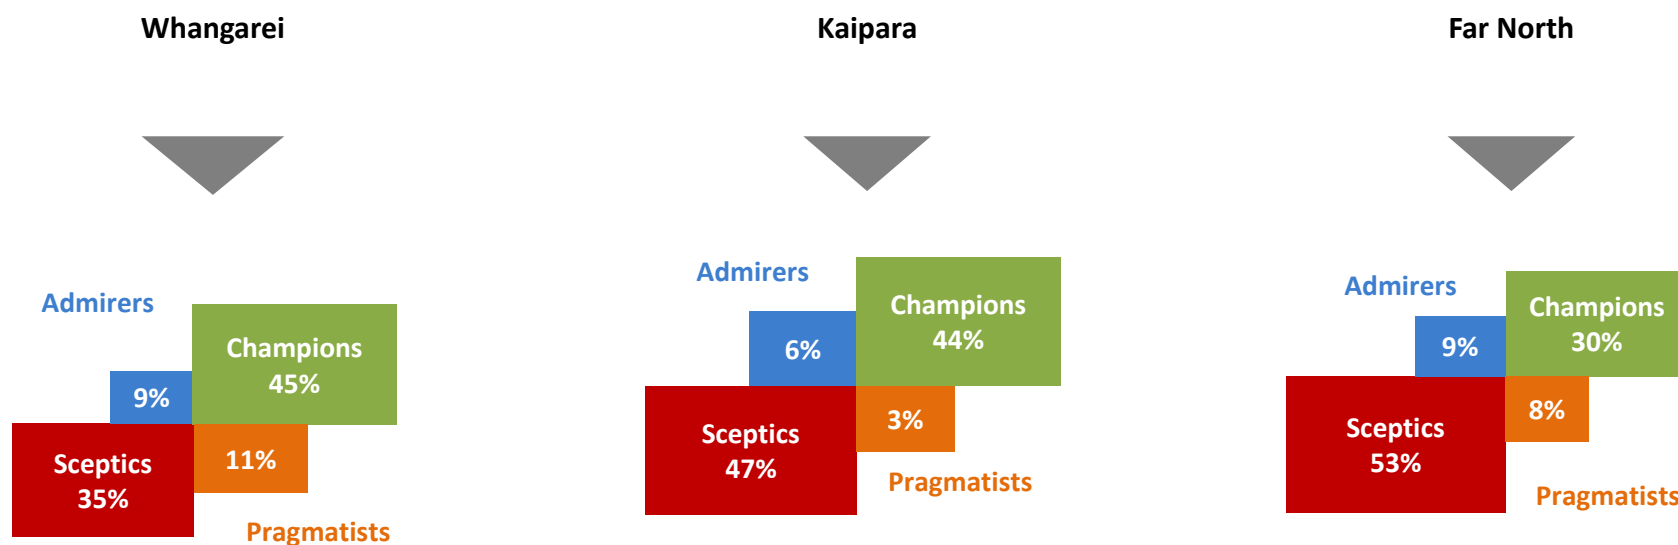 Whangarei
Kaipara
Far North
Admirers
Champions
45%
9%
Sceptics
35%
11%
Pragmatists
Admirers
Champions
44%
6%
Sceptics
47%
3%
Pragmatists
Admirers
Champions
30%
9%
Sceptics
53%
8%
Pragmatists